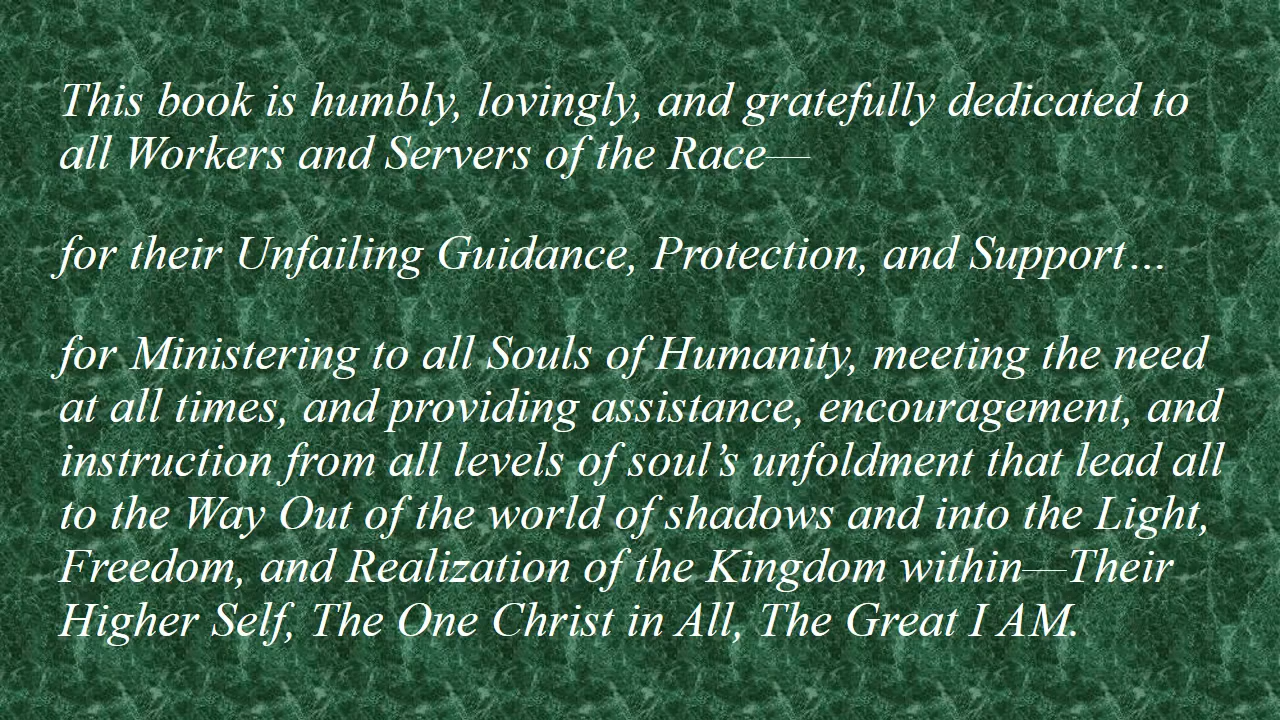 This book is humbly, lovingly, and gratefully dedicated to
all Workers and Servers of the Race—
for their Unfailing Guidance, Protection, and Support…
for Ministering to all Souls of Humanity, meeting the need
at all times, and providing assistance, encouragement, and
instruction from all levels of soul’s unfoldment that lead all
to the Way Out of the world of shadows and into the Light,
Freedom, and Realization of the Kingdom within—Their
Higher Self, The One Christ in All, The Great I AM.